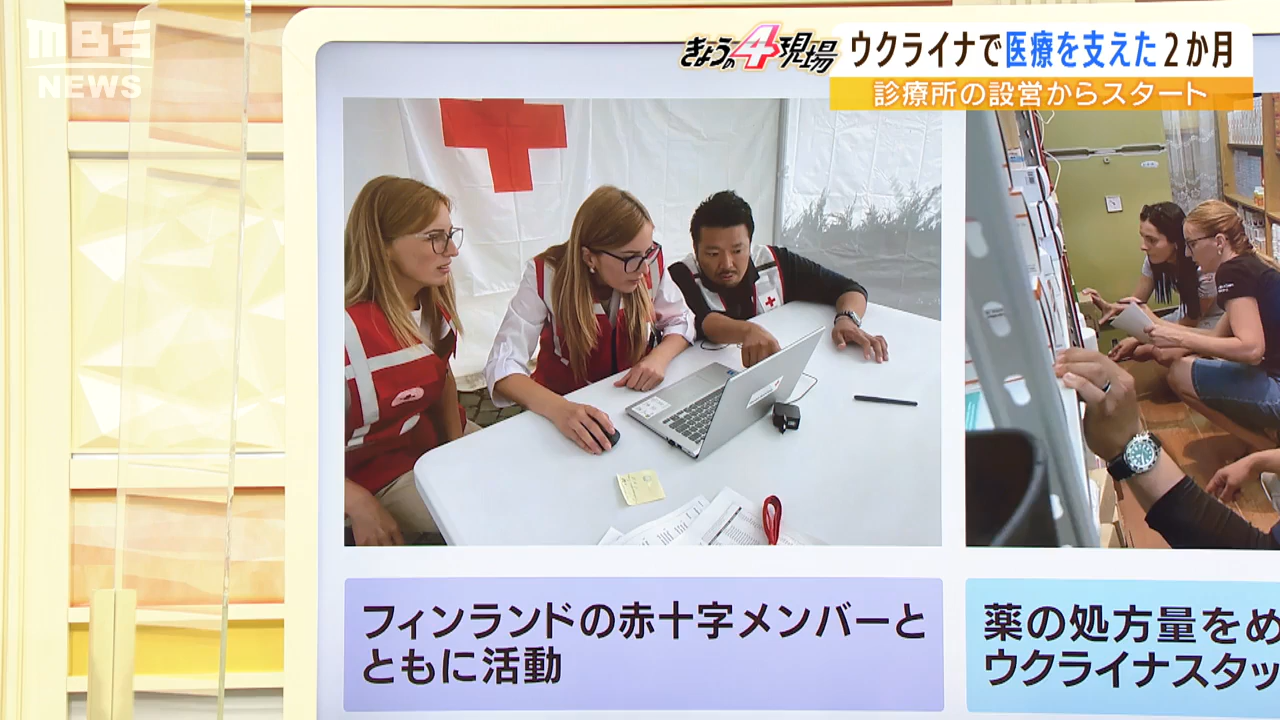 MBS
NEWS
きょうの4現場
ウクライナで医療を支えた2か月
診療所の設営からスタート
フィンランドの赤十字メンバーと
ともに活動
薬の処方量をめ
ウクライナスタッ